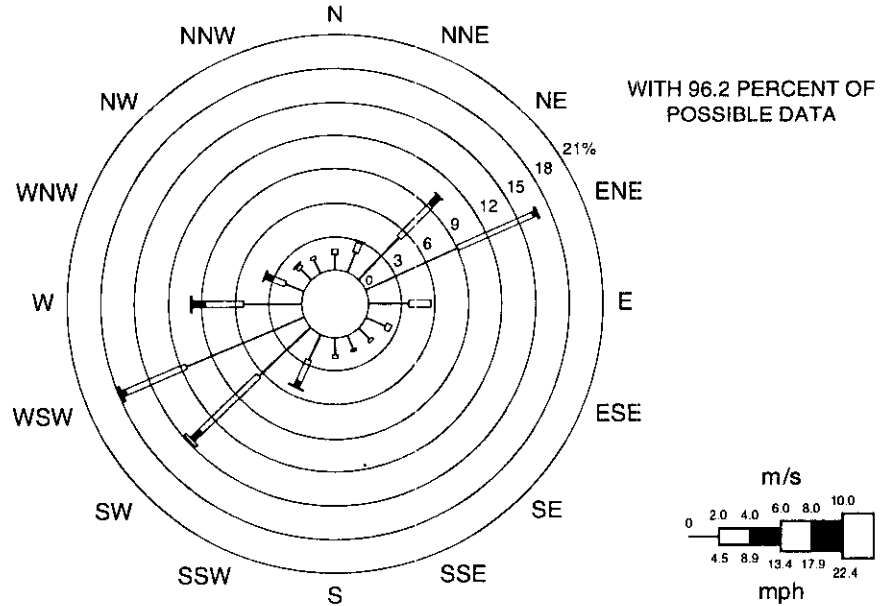 N
NNW
NNE
NW
NE
WITH 96.2 PERCENT OF
POSSIBLE DATA
21%
18
15
12
9
6
3
0
WNW
ENE
W
E
WSW
ESE
SW
SE
SSW
SSE
S
m/s
0 2.0 4.0 6.0 8.0 10.0
4.5 8.9 13.4 17.9 22.4
mph